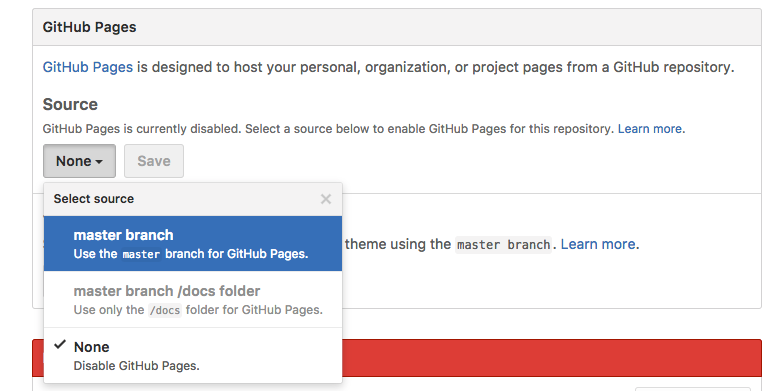 GitHub Pages
GitHub Pages is designed to host your personal, organization, or project pages from a GitHub repository.
Source
GitHub Pages is currently disabled. Select a source below to enable GitHub Pages for this repository. Learn more.
None Save
Select source
master branch
Use the master branch for GitHub Pages.
theme using the master branch. Learn more.
master branch /docs folder
Use only the /docs folder for GitHub Pages.
None
Disable GitHub Pages.